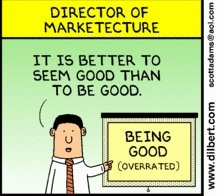 DIRECTOR OF
MARKETECTURE
IT IS BETTER TO
SEEM GOOD THAN
TO BE GOOD.
BEING
GOOD
(OVERRATED)
www.dilbert.com
scottadams@aol.com